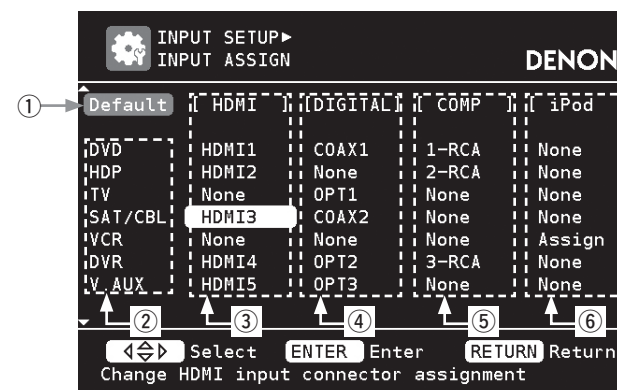 INPUT SETUP▶
INPUT ASSIGN
DENON
① Default [ HDMI ] [DIGITAL] [ COMP ] [ iPod
DVD HDMI1 COAX1 1-RCA None
HDP HDMI2 None 2-RCA None
TV None OPT1 None None
SAT/CBL HDMI3 COAX2 None None
VCR None None None Assign
DVR HDMI4 OPT2 3-RCA None
V.AUX HDMI5 OPT3 None None
② ③ ④ ⑤ ⑥
Select ENTER Enter RETURN Return
Change HDMI input connector assignment